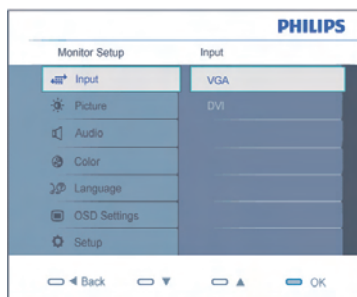 PHILIPS
Monitor Setup Input
Input VGA
Picture DVI
Audio
Color
Language
OSD Settings
Setup
Back OK